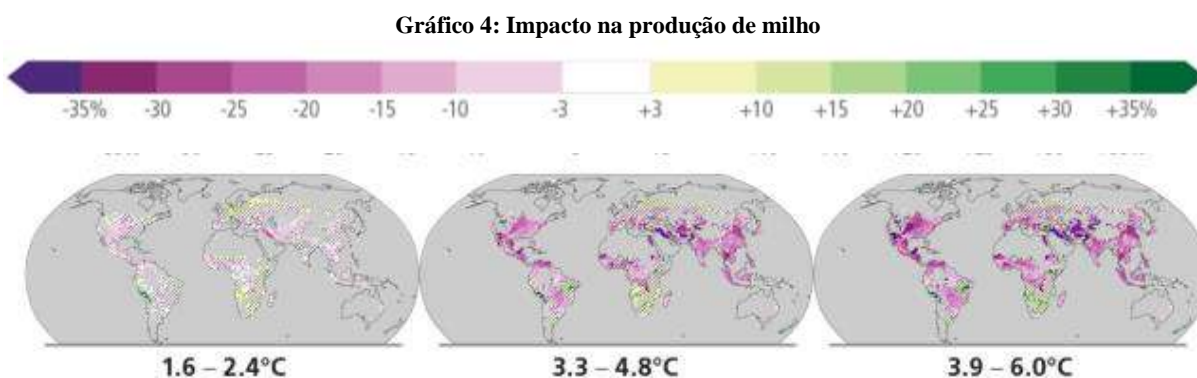 Gráfico 4: Impacto na produção de milho
-35% -30 -25 -20 -15 -10 -3 +3 +10 +15 +20 +25 +30 +35%
1.6 – 2.4°C 3.3 – 4.8°C 3.9 – 6.0°C